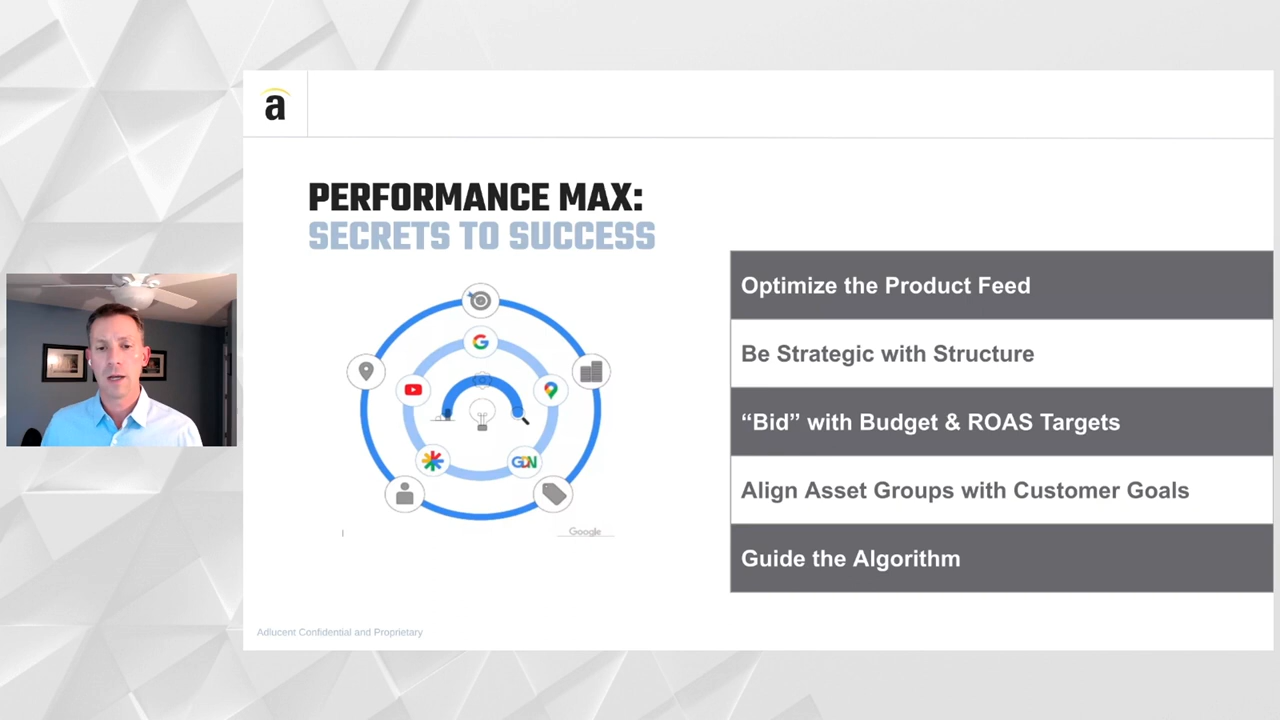 a
PERFORMANCE MAX:
SECRETS TO SUCCESS
G
GDN
Google
Optimize the Product Feed
Be Strategic with Structure
“Bid” with Budget & ROAS Targets
Align Asset Groups with Customer Goals
Guide the Algorithm
Adlucent Confidential and Proprietary